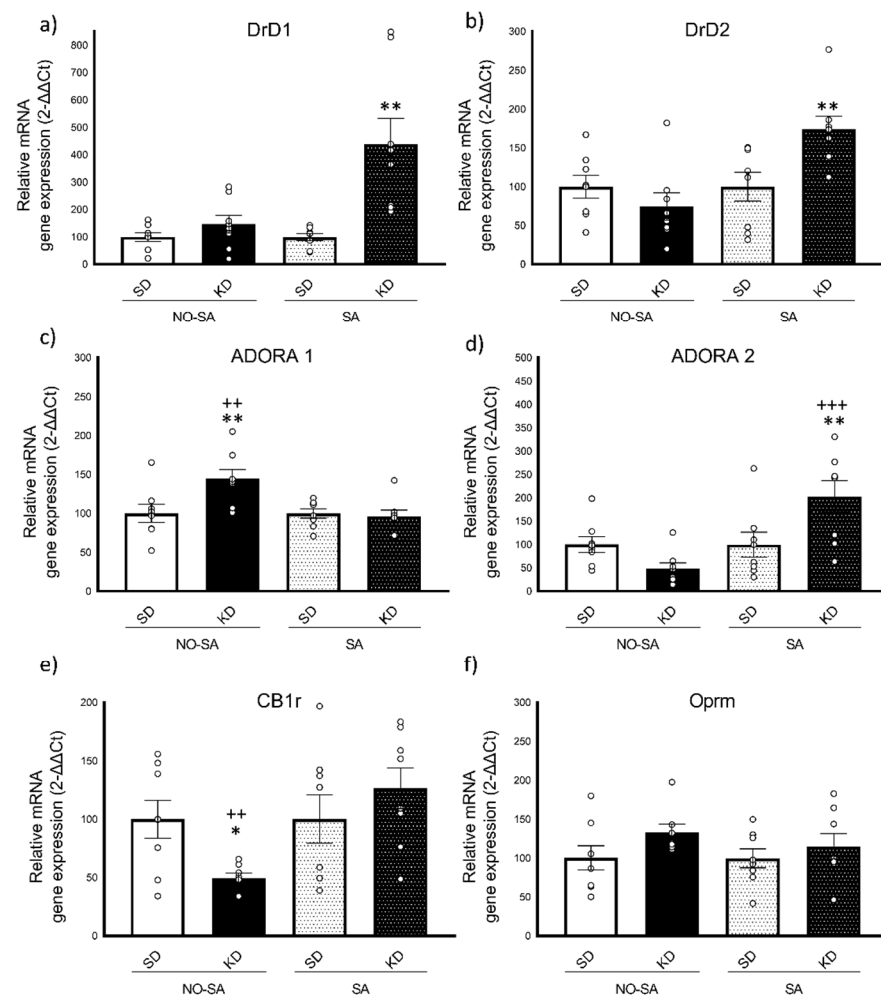 a)
DrD1
Relative mRNA
gene expression (2-ΔΔCt)
800
700
600
500
400
300
200
100
0
**
SD
KD
SD
KD
NO-SA
SA
b)
DrD2
Relative mRNA
gene expression (2-ΔΔCt)
300
250
200
150
100
50
0
**
SD
KD
SD
KD
NO-SA
SA
c)
ADORA 1
Relative mRNA
gene expression (2-ΔΔCt)
300
250
200
150
100
50
0
++
**
SD
KD
SD
KD
NO-SA
SA
d)
ADORA 2
Relative mRNA
gene expression (2-ΔΔCt)
500
450
400
350
300
250
200
150
100
50
0
+++
**
SD
KD
SD
KD
NO-SA
SA
e)
CB1r
Relative mRNA
gene expression (2-ΔΔCt)
200
150
100
50
0
++
*
SD
KD
SD
KD
NO-SA
SA
f)
Oprm
Relative mRNA
gene expression (2-ΔΔCt)
300
250
200
150
100
50
0
SD
KD
SD
KD
NO-SA
SA